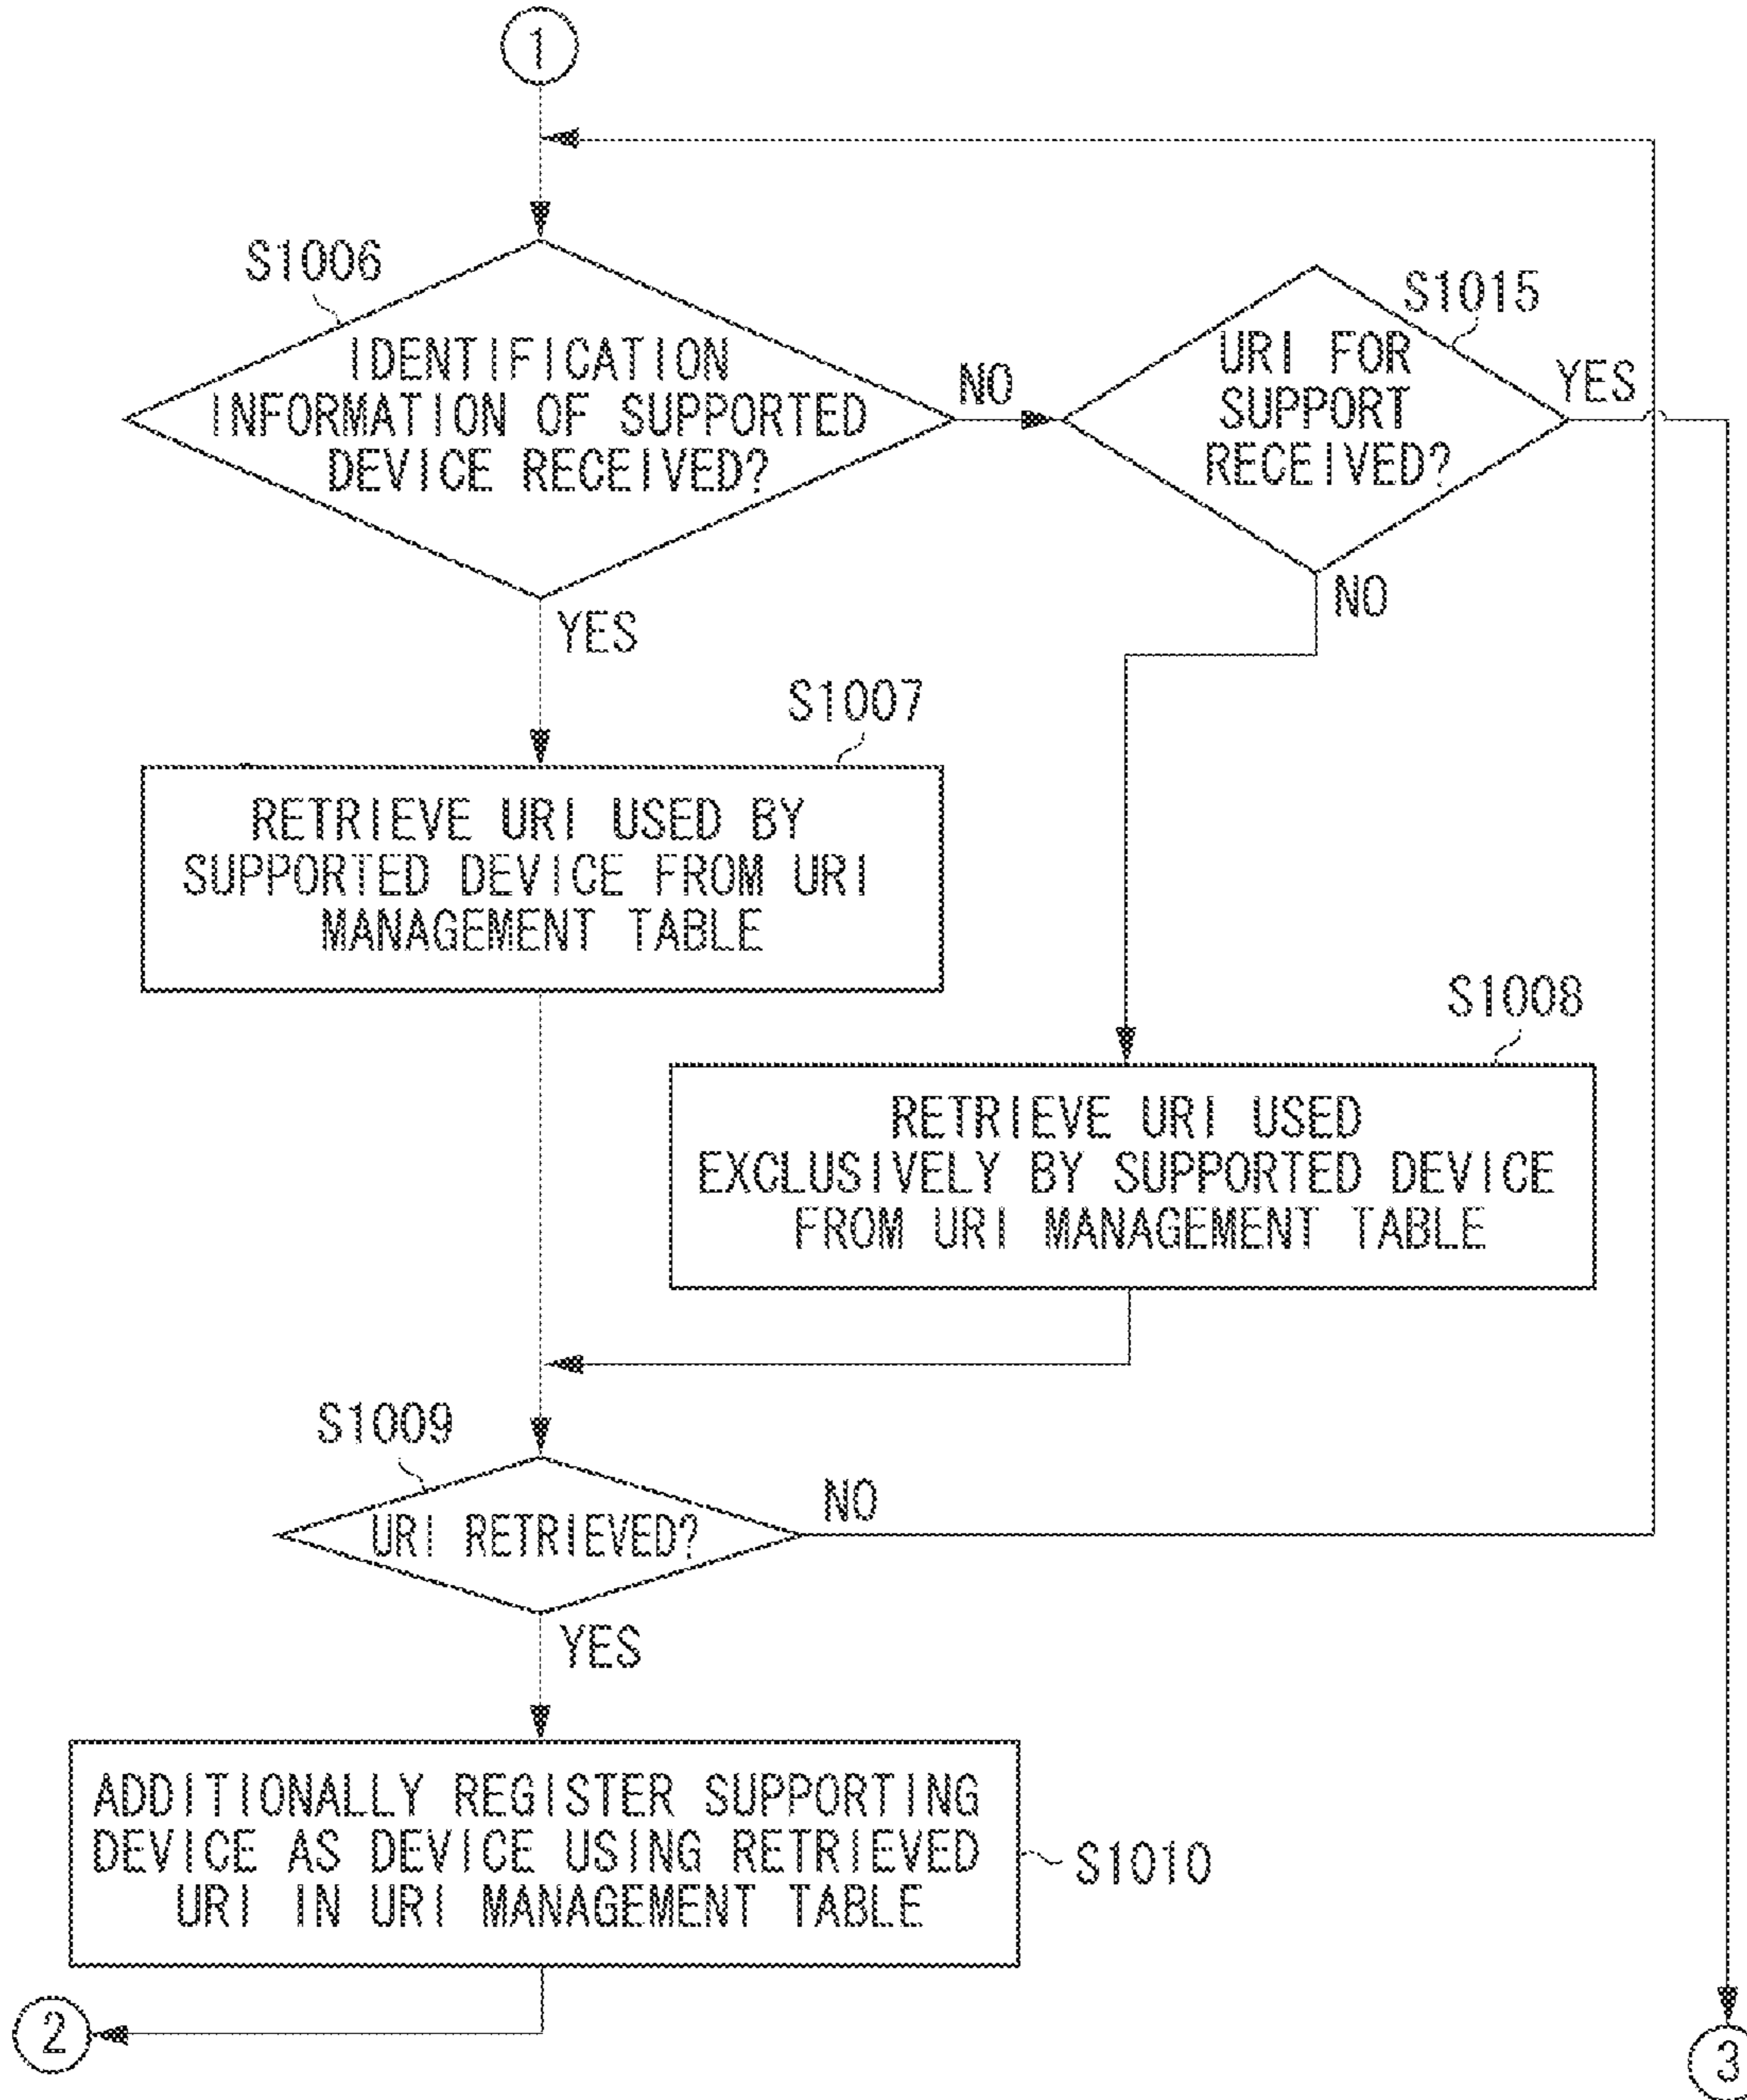 1
S1006
IDENTIFICATION
INFORMATION OF SUPPORTED
DEVICE RECEIVED?
NO
S1015
URI FOR
SUPPORT
RECEIVED?
YES
NO
YES
S1007
RETRIEVE URI USED BY
SUPPORTED DEVICE FROM URI
MANAGEMENT TABLE
S1008
RETRIEVE URI USED
EXCLUSIVELY BY SUPPORTED DEVICE
FROM URI MANAGEMENT TABLE
S1009
URI RETRIEVED?
NO
YES
ADDITIONALLY REGISTER SUPPORTING
DEVICE AS DEVICE USING RETRIEVED
URI IN URI MANAGEMENT TABLE
S1010
2
3